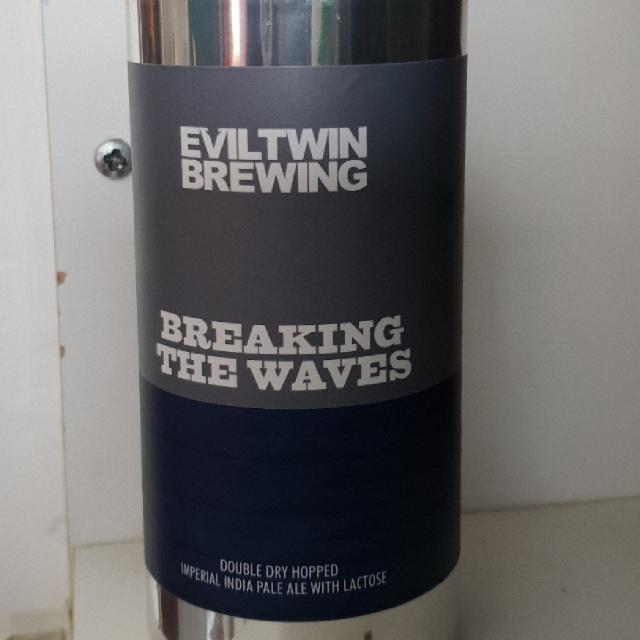 EVILTWIN
BREWING
BREAKING
THE WAVES
DOUBLE DRY HOPPED
IMPERIAL INDIA PALE ALE WITH LACTOSE